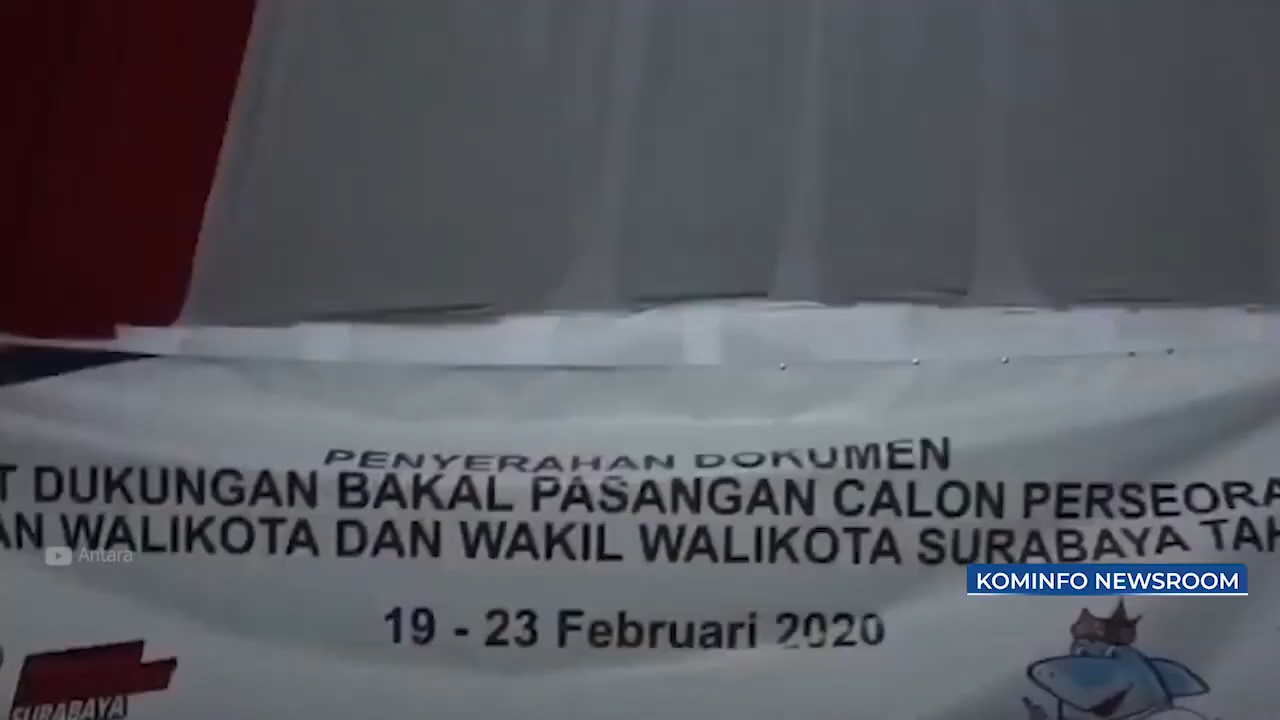 PENYERAHAN DOKUMEN
T DUKUNGAN BAKAL PASANGAN CALON PERSEORA
AN WALIKOTA DAN WAKIL WALIKOTA SURABAYA TAH
Antara
KOMINFO NEWSROOM
19 - 23 Februari 2020
SURABAYA